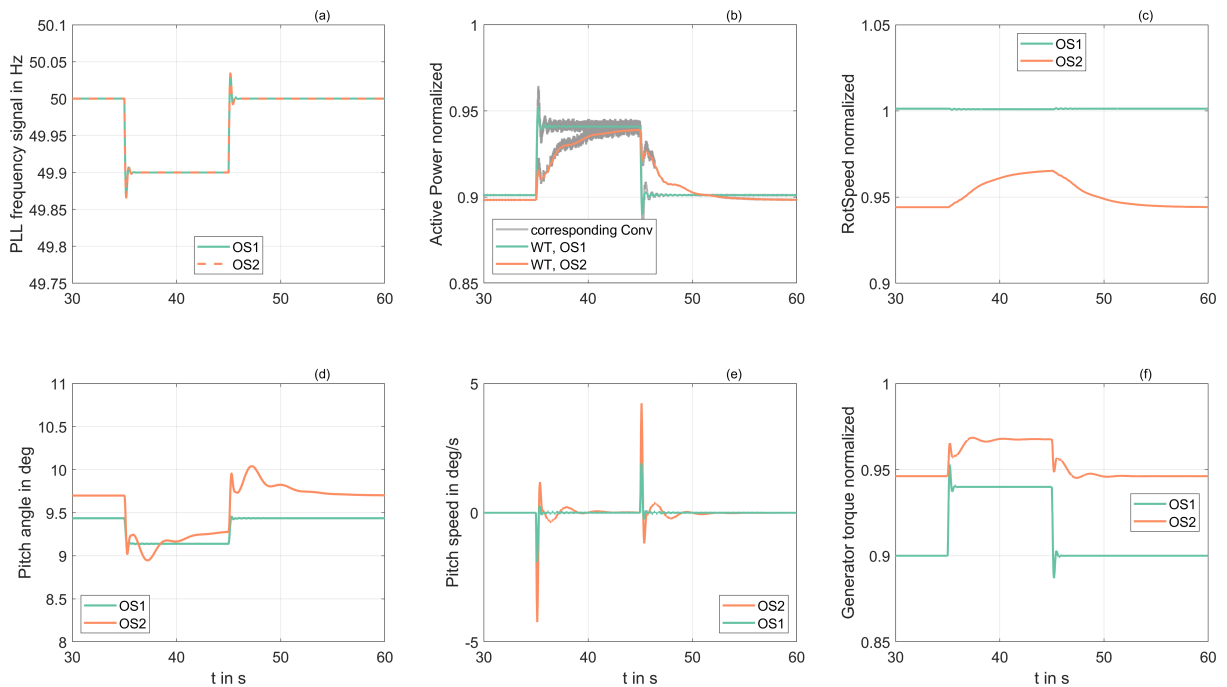 (a)
50.1
50.05
50
49.95
49.9
49.85
49.8
49.75
30
40
50
60
PLL frequency signal in Hz
OS1
OS2
(b)
1
0.95
0.9
0.85
30
40
50
60
Active Power normalized
corresponding Conv
WT, OS1
WT, OS2
(c)
1.05
1
0.95
0.9
30
40
50
60
RotSpeed normalized
OS1
OS2
(d)
11
10.5
10
9.5
9
8.5
8
30
40
50
60
Pitch angle in deg
t in s
OS1
OS2
(e)
5
0
-5
30
40
50
60
Pitch speed in deg/s
t in s
OS2
OS1
(f)
1
0.95
0.9
0.85
30
40
50
60
Generator torque normalized
t in s
OS1
OS2